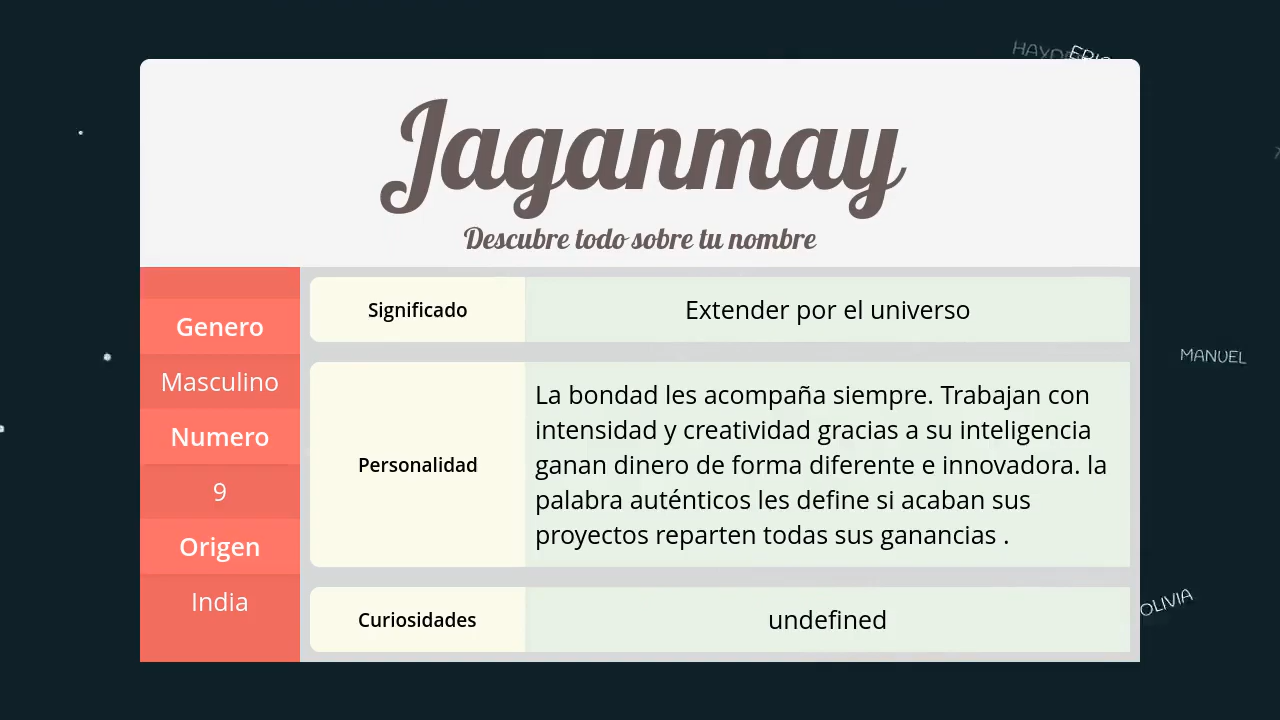 Jaganmay
Descubre todo sobre tu nombre
Genero
Masculino
Numero
9
Origen
India
Significado
Extender por el universo
Personalidad
La bondad les acompaña siempre. Trabajan con
intensidad y creatividad gracias a su inteligencia
ganan dinero de forma diferente e innovadora. la
palabra auténticos les define si acaban sus
proyectos reparten todas sus ganancias .
Curiosidades
undefined
MANUEL
OLIVIA